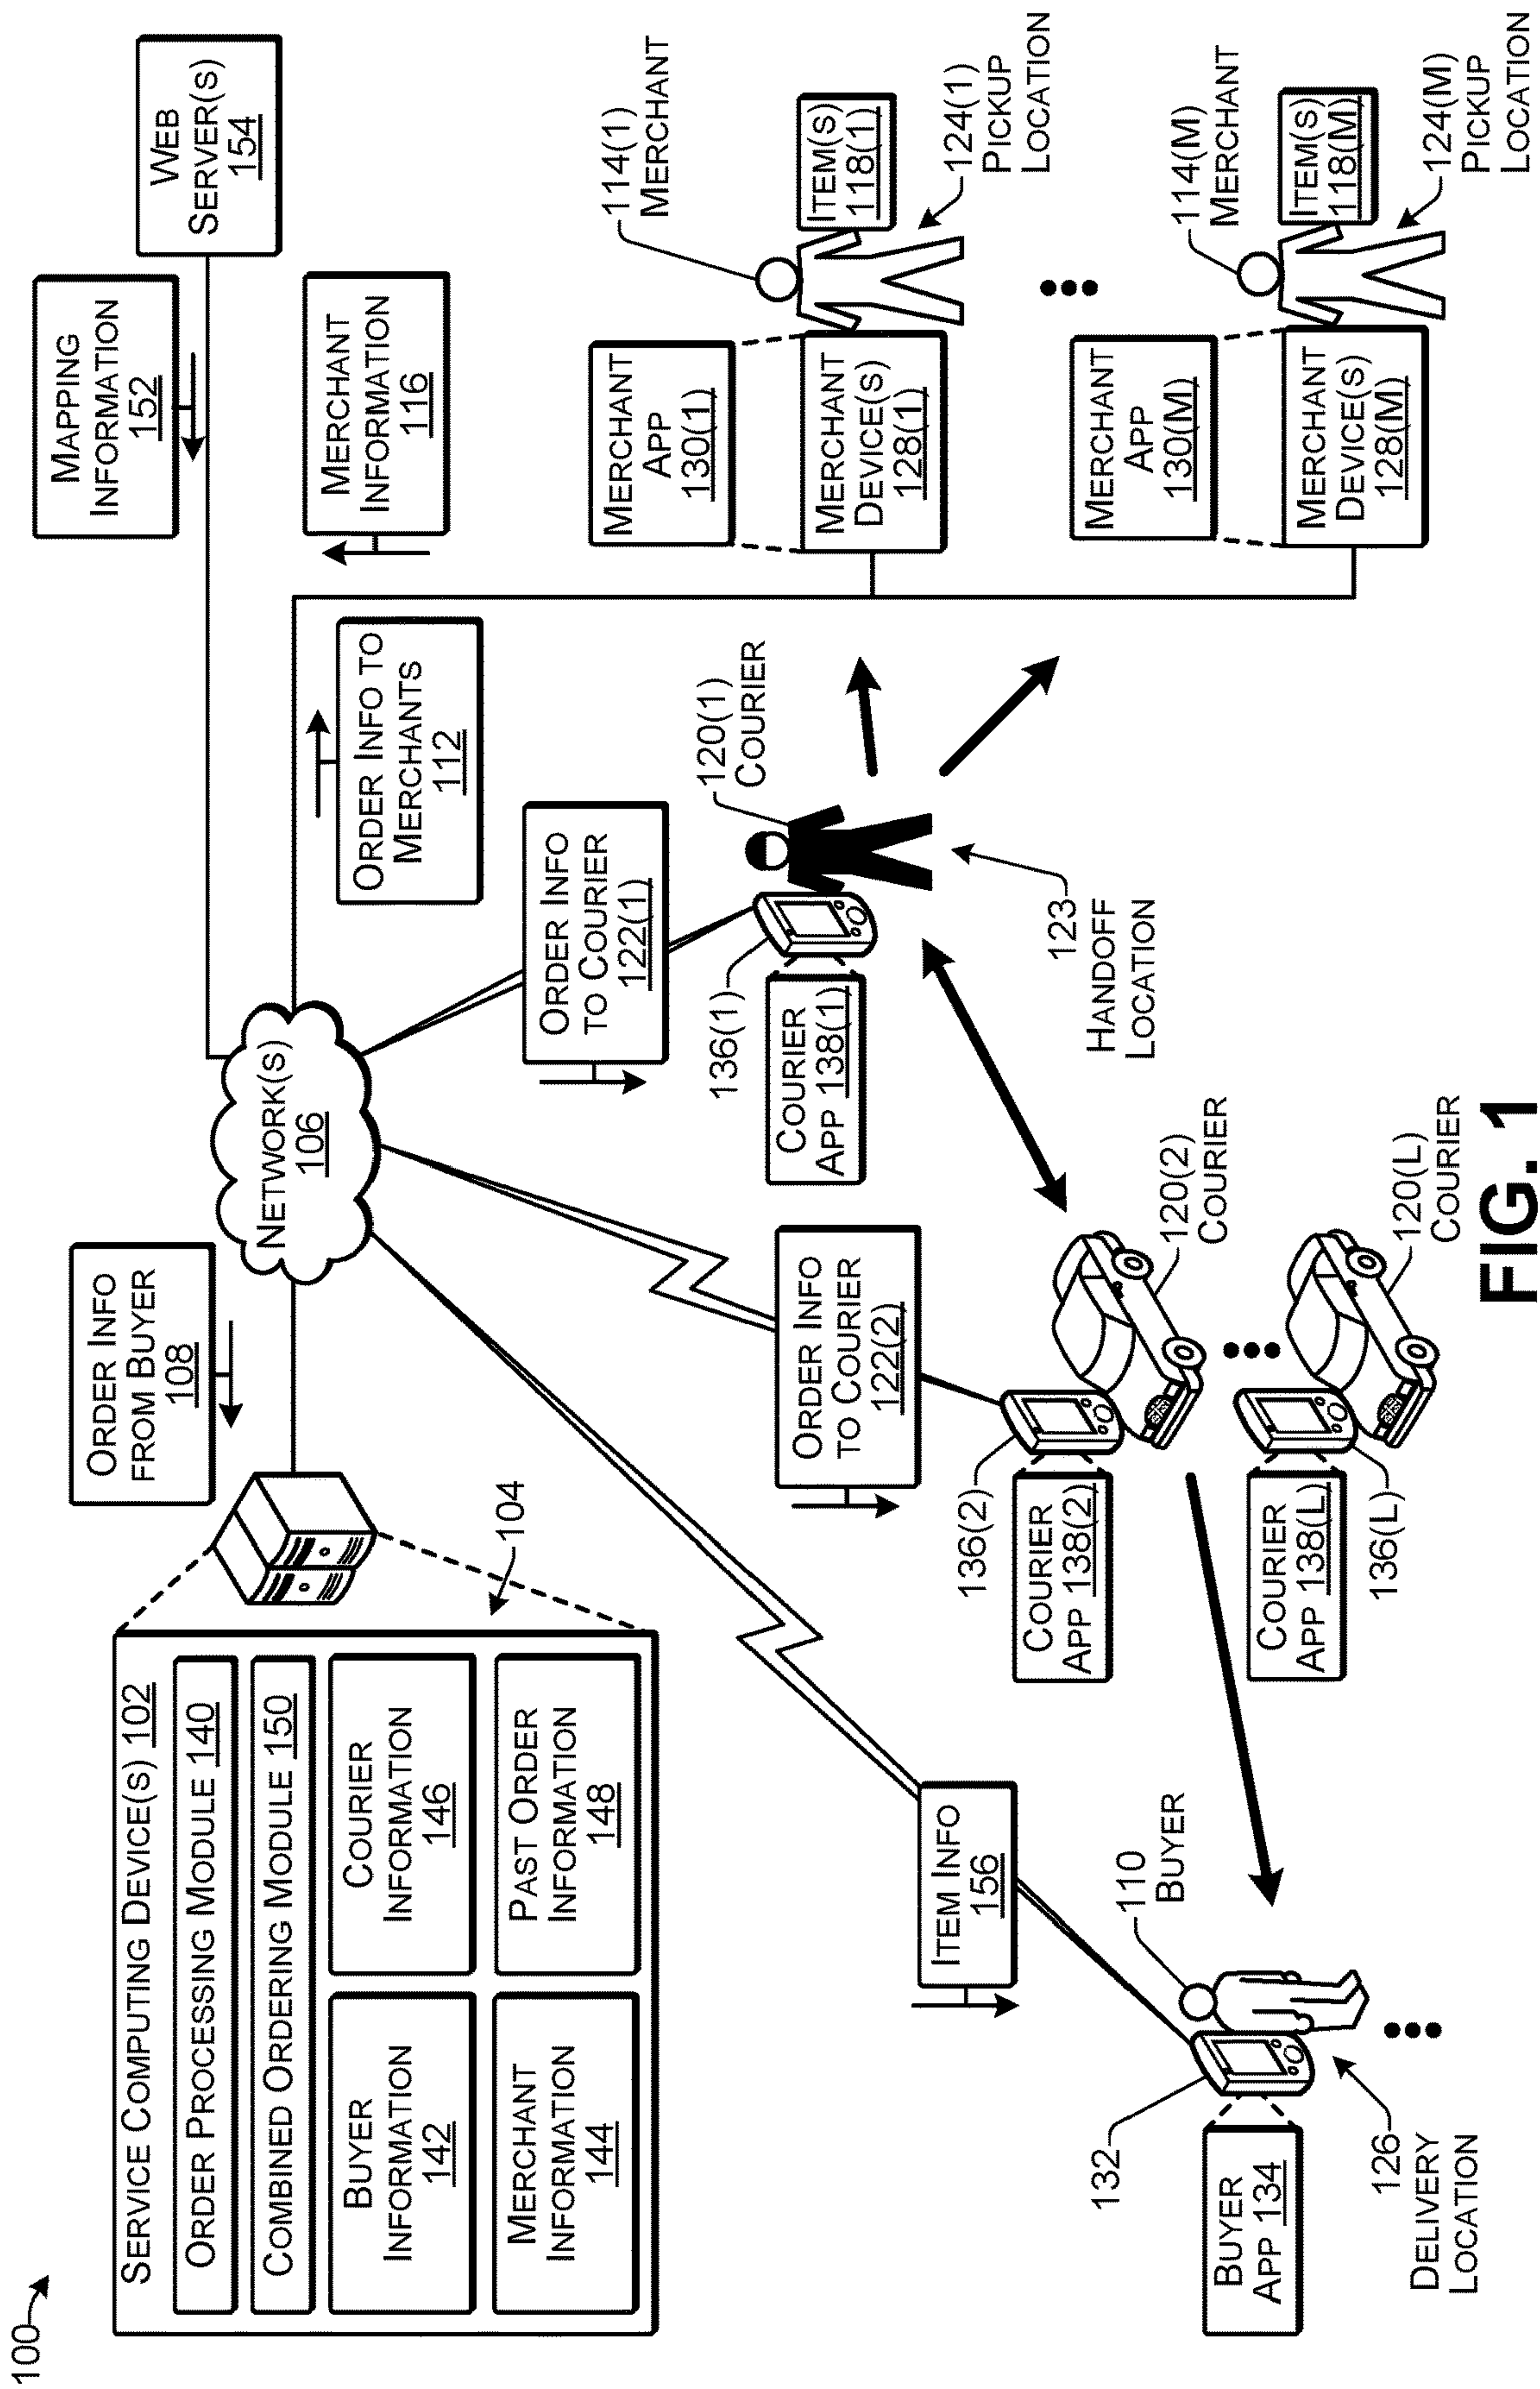 100
SERVICE COMPUTING DEVICE(S) 102
ORDER PROCESSING MODULE 140
COMBINED ORDERING MODULE 150
BUYER
INFORMATION
142
COURIER
INFORMATION
146
MERCHANT
INFORMATION
144
PAST ORDER
INFORMATION
148
104
ORDER INFO
FROM BUYER
108
NETWORK(S)
106
MAPPING
INFORMATION
152
WEB
SERVER(S)
154
MERCHANT
INFORMATION
116
ORDER INFO TO
MERCHANTS
112
ORDER INFO
TO COURIER
122(1)
136(1)
COURIER
APP 138(1)
120(1)
COURIER
123
HANDOFF
LOCATION
MERCHANT
APP
130(1)
MERCHANT
DEVICE(S)
128(1)
114(1)
MERCHANT
ITEM(S)
118(1)
124(1)
PICKUP
LOCATION
MERCHANT
APP
130(M)
MERCHANT
DEVICE(S)
128(M)
114(M)
MERCHANT
ITEM(S)
118(M)
124(M)
PICKUP
LOCATION
ORDER INFO
TO COURIER
122(2)
136(2)
COURIER
APP 138(2)
120(2)
COURIER
COURIER
APP 138(L)
136(L)
120(L)
COURIER
ITEM INFO
156
110
BUYER
132
BUYER
APP 134
126
DELIVERY
LOCATION
FIG. 1